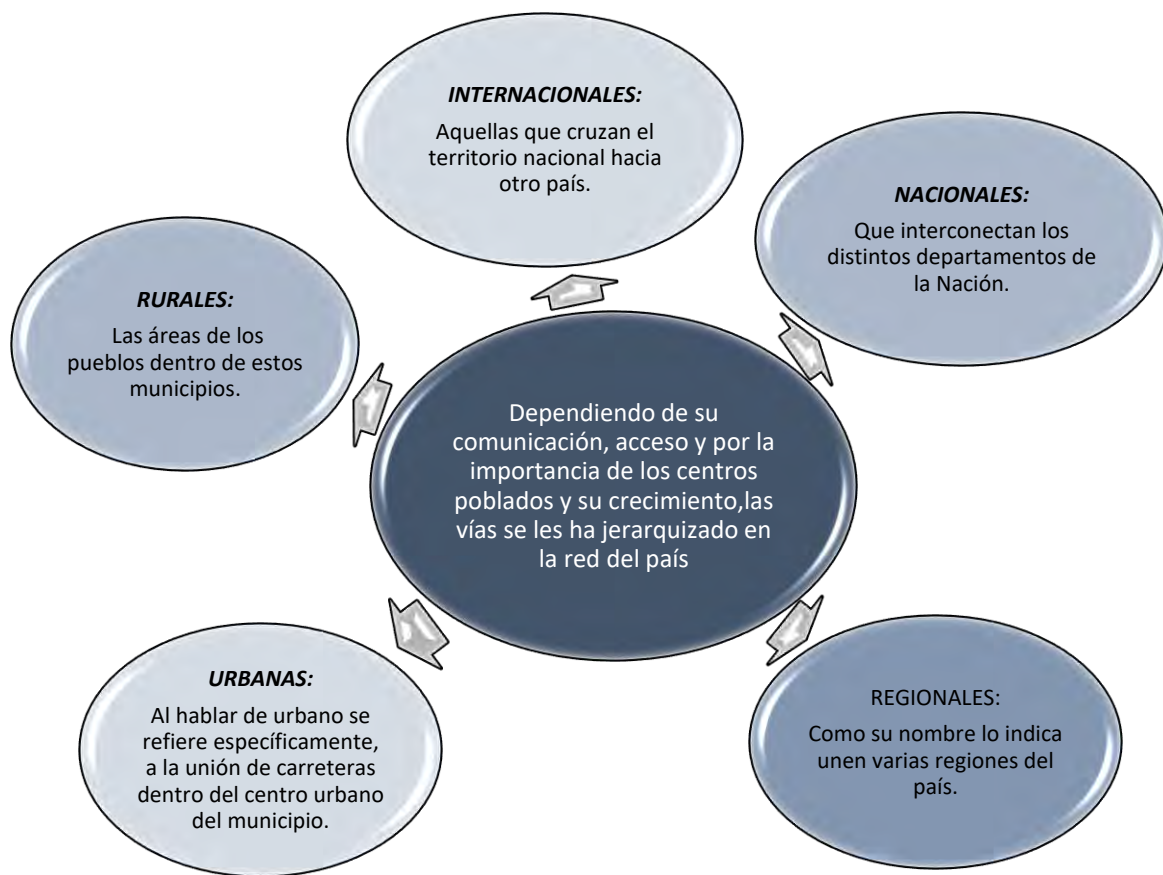 INTERNACIONALES:
Aquellas que cruzan el
territorio nacional hacia
otro país.
NACIONALES:
Que interconectan los
distintos departamentos de
la Nación.
RURALES:
Las áreas de los
pueblos dentro de estos
municipios.
Dependiendo de su
comunicación, acceso y por la
importancia de los centros
poblados y su crecimiento,las
vías se les ha jerarquizado en
la red del país
URBANAS:
Al hablar de urbano se
refiere específicamente,
a la unión de carreteras
dentro del centro urbano
del municipio.
REGIONALES:
Como su nombre lo indica
unen varias regiones del
país.